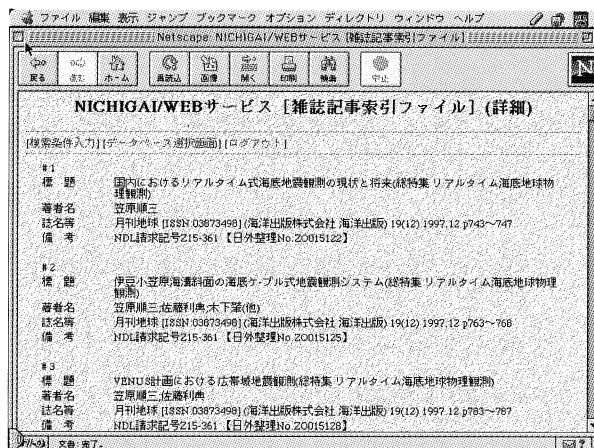 ファイル 編集 表示 ジャンプ ブックマーク オプション ディレクトリ ウィンドウ ヘルプ
Netscape: NICHIGAI/WEBサービス [雑誌記事索引ファイル]
戻る 進む ホーム 再読込 画像 開く 印刷 検索 中止
N
NICHIGAI/WEBサービス [雑誌記事索引ファイル] (詳細)
[検索条件入力] [データベース選択画面] [ログアウト]
#1
標 題 国内におけるリアルタイム式海底地震観測の現状と将来(総特集 リアルタイム海底地球物
理観測)
著者名 笠原順三
誌名等 月刊地球 [ISSN:03873498] (海洋出版株式会社 海洋出版) 19(12) 1997.12 p743~747
備 考 NDL請求記号Z15-361 【日外整理No.ZO015122】
#2
標 題 伊豆小笠原海溝斜面の海底ケ-ブル式地震観測システム(総特集 リアルタイム海底地球物理
観測)
著者名 笠原順三;佐藤利典;木下肇(他)
誌名等 月刊地球 [ISSN:03873498] (海洋出版株式会社 海洋出版) 19(12) 1997.12 p763~768
備 考 NDL請求記号Z15-361 【日外整理No.ZO015125】
#3
標 題 VENUS計画における広帯域地震観測(総特集 リアルタイム海底地球物理観測)
著者名 笠原順三;佐藤利典
誌名等 月刊地球 [ISSN:03873498] (海洋出版株式会社 海洋出版) 19(12) 1997.12 p783~787
備 考 NDL請求記号Z15-361 【日外整理No.ZO015128】
文書: 完了。